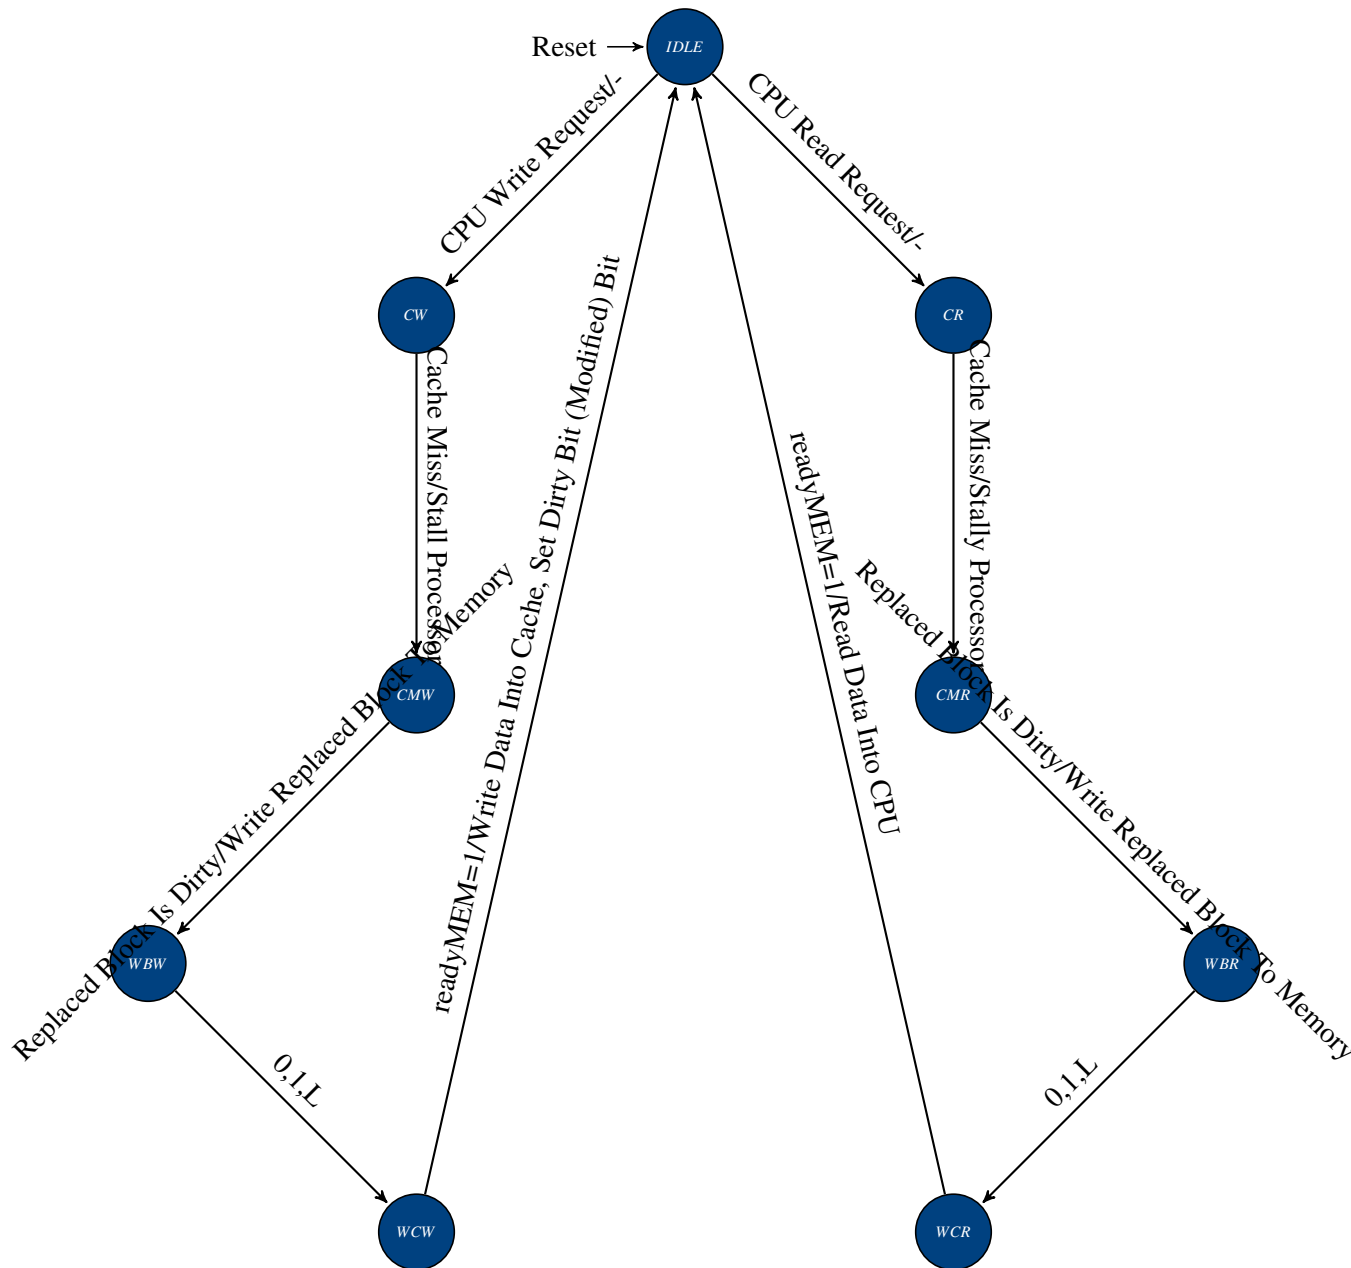 Reset
IDLE
CPU Write Request/-
CPU Read Request/-
CW
CR
Cache Miss/Stall Processor
Cache Miss/Stally Processor
readyMEM=1/Write Data Into Cache, Set Dirty Bit (Modified) Bit
readyMEM=1/Read Data Into CPU
CMW
CMR
Replaced Block Is Dirty/Write Replaced Block To Memory
Replaced Block Is Dirty/Write Replaced Block To Memory
WBW
WBR
0,1,L
0,1,L
WCW
WCR